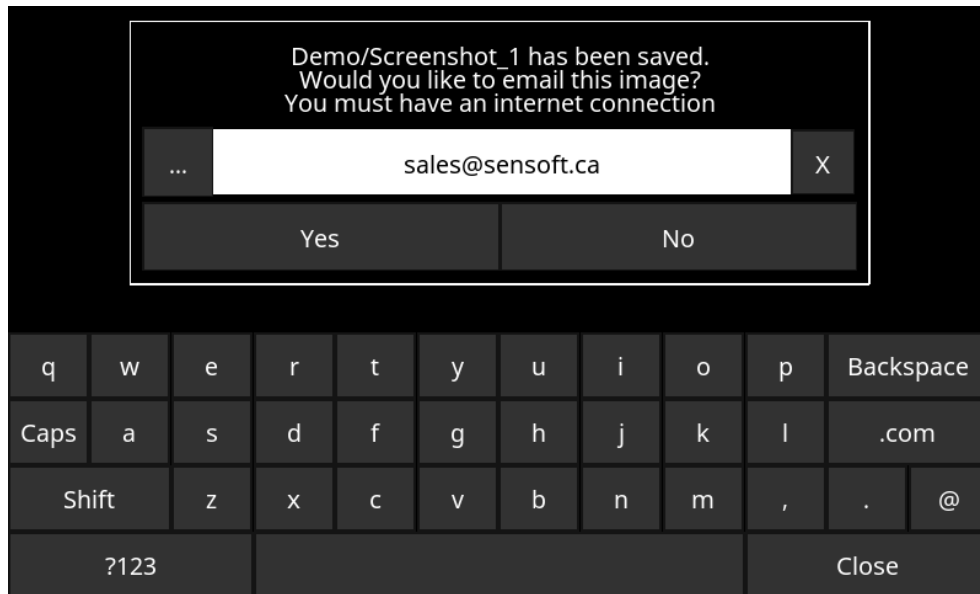 Demo/Screenshot_1 has been saved.
Would you like to email this image?
You must have an internet connection
... sales@sensoft.ca X
Yes No
q w e r t y u i o p Backspace
Caps a s d f g h j k l .com
Shift z x c v b n m , . @
?123 Close